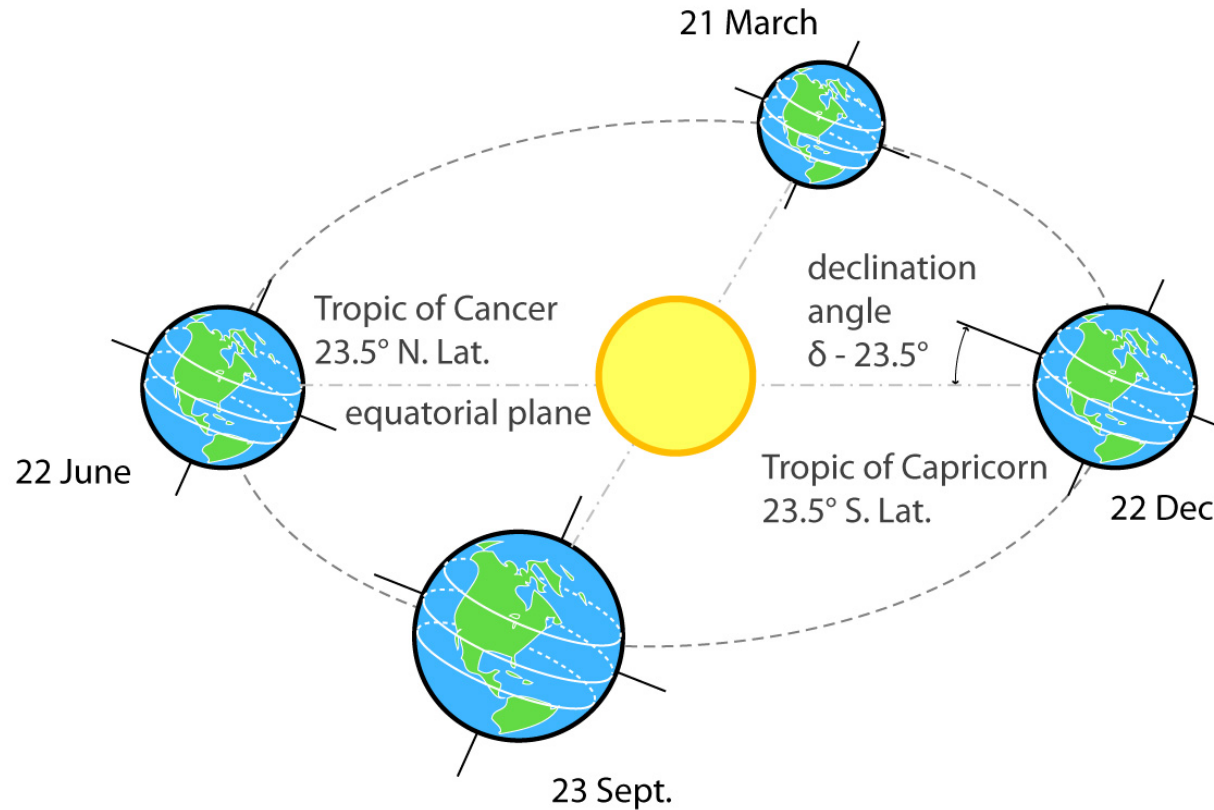 21 March
declination
angle
δ - 23.5°
Tropic of Cancer
23.5° N. Lat.
equatorial plane
22 June
Tropic of Capricorn
23.5° S. Lat.
22 Dec
23 Sept.